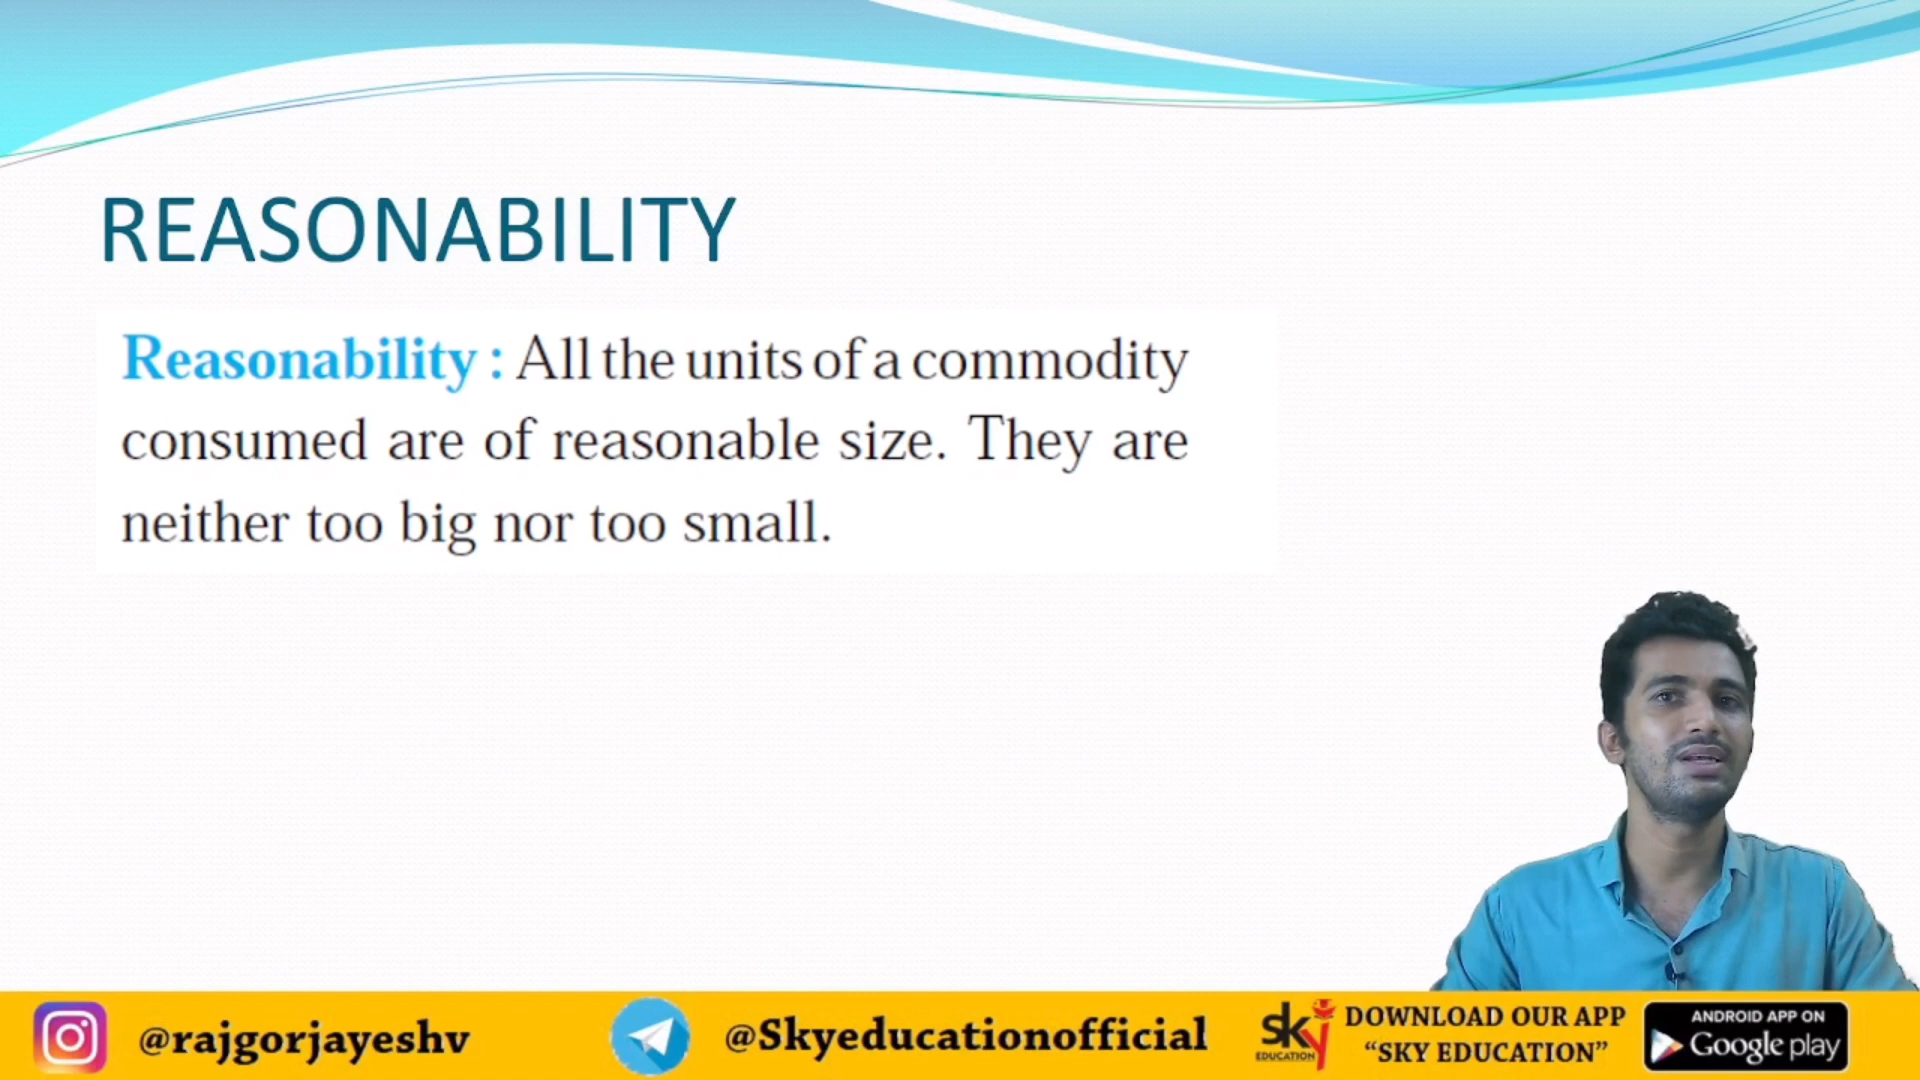 REASONABILITY
Reasonability : All the units of a commodity
consumed are of reasonable size. They are
neither too big nor too small.
@rajgorjayeshv
@Skyeducationofficial
sky
EDUCATION
DOWNLOAD OUR APP
“SKY EDUCATION”
ANDROID APP ON
Google play